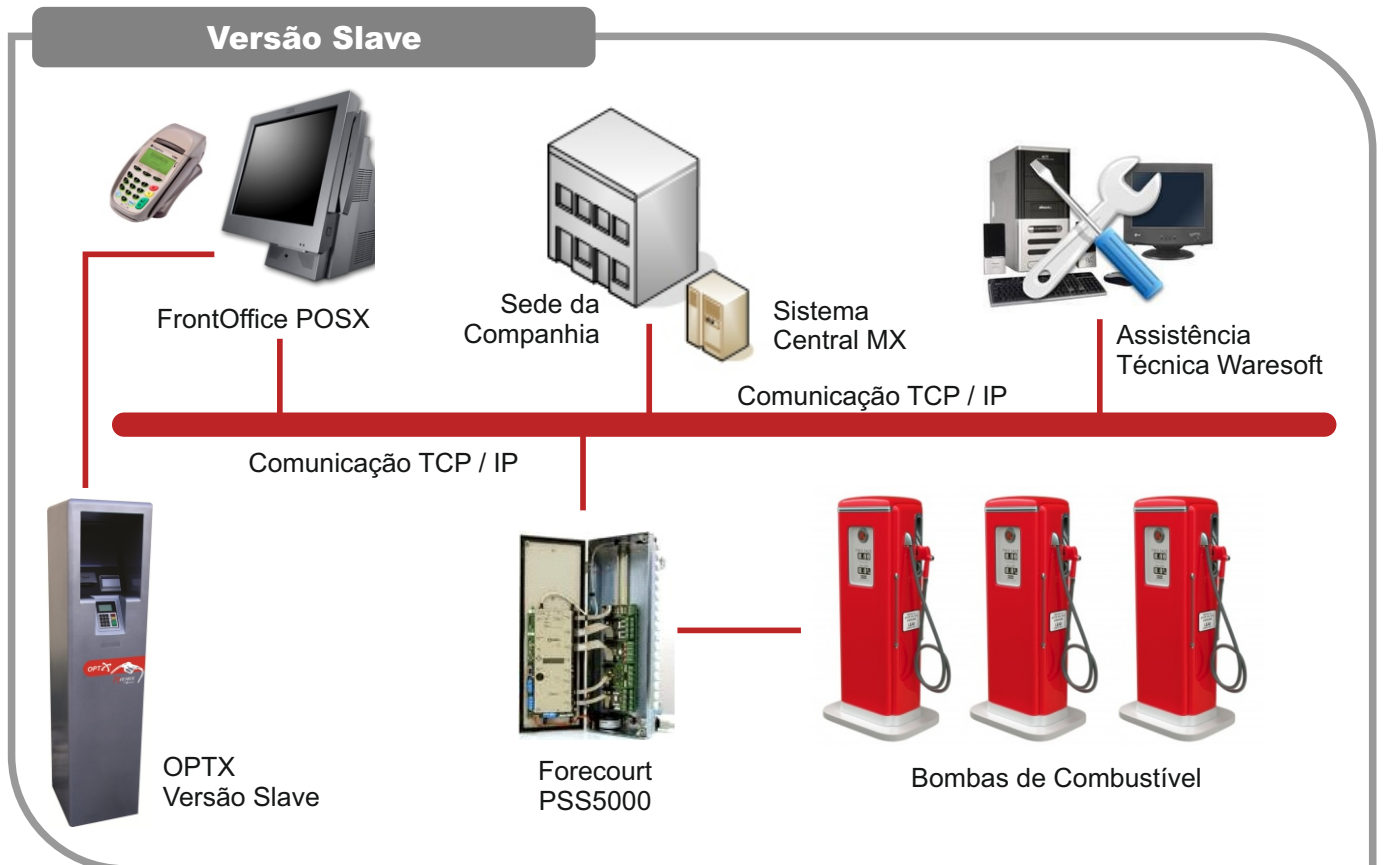 Versão Slave
FrontOffice POSX
Sede da
Companhia
Sistema
Central MX
Assistência
Técnica Waresoft
Comunicação TCP / IP
Comunicação TCP / IP
OPTX
OPTX
Versão Slave
Forecourt
PSS5000
Bombas de Combustível